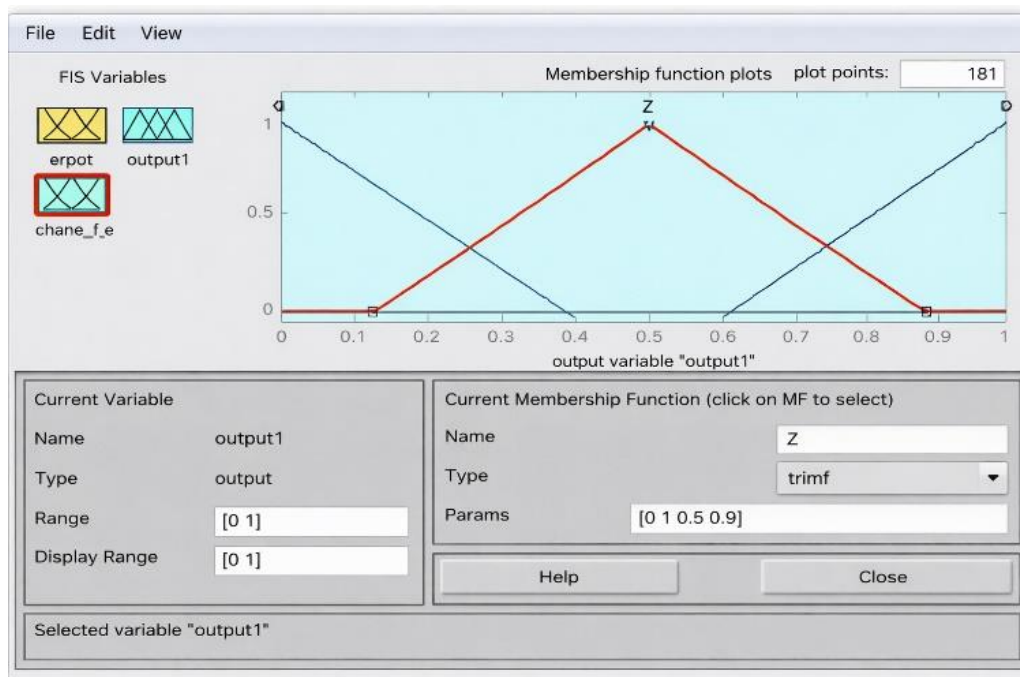 File Edit View
FIS Variables
Membership function plots plot points: 181
erpot output1
chane_f_e
Z
1
0.5
0
0 0.1 0.2 0.3 0.4 0.5 0.6 0.7 0.8 0.9 1
output variable "output1"
Current Variable
Name output1
Type output
Range [0 1]
Display Range [0 1]
Current Membership Function (click on MF to select)
Name Z
Type trimf
Params [0 1 0.5 0.9]
Help Close
Selected variable "output1"